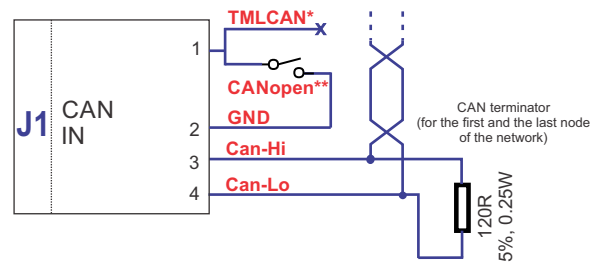 TMLCAN*
1
CANopen**
J1
CAN
IN
2
GND
3
Can-Hi
4
Can-Lo
CAN terminator
(for the first and the last node
of the network)
120R
5%, 0.25W